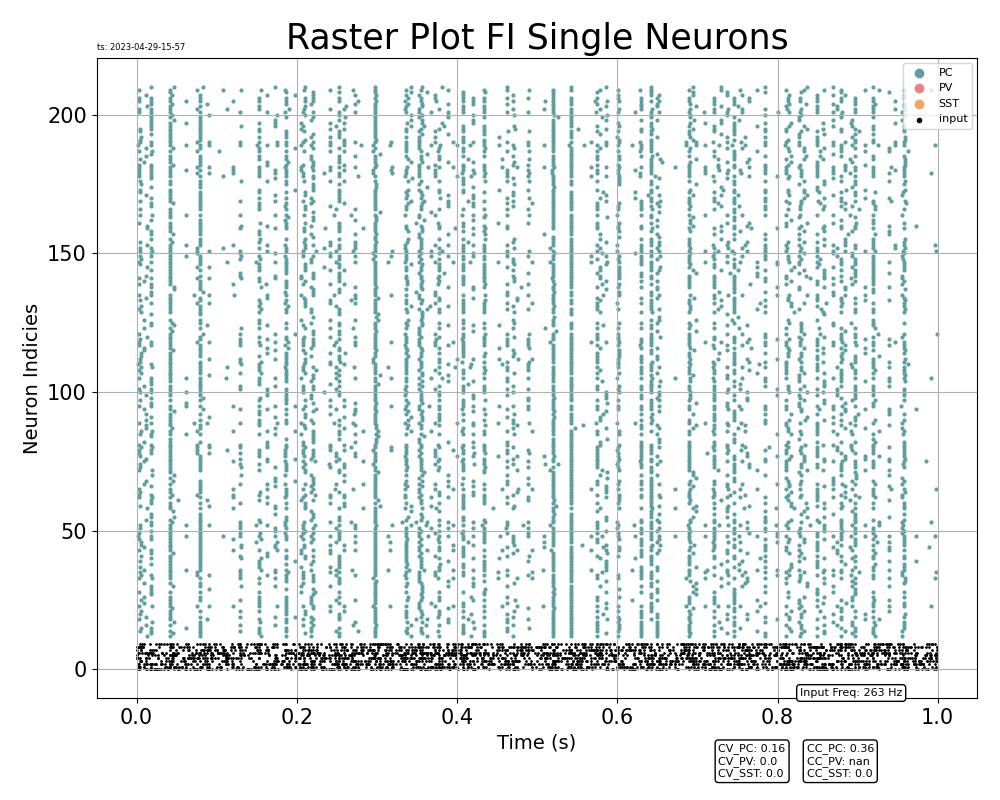 Raster Plot FI Single Neurons
ts: 2023-04-29-15-57
PC
PV
SST
input
200
150
100
50
0
Neuron Indicies
0.0 0.2 0.4 0.6 0.8 1.0
Time (s)
Input Freq: 263 Hz
CV_PC: 0.16
CV_PV: 0.0
CV_SST: 0.0
CC_PC: 0.36
CC_PV: nan
CC_SST: 0.0